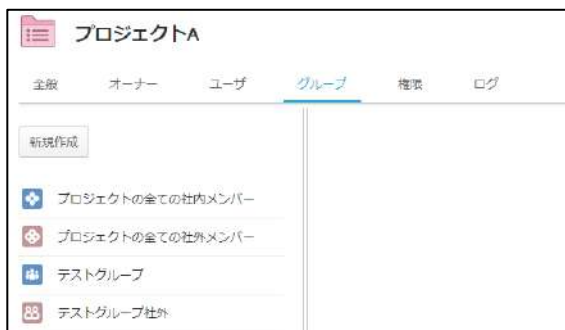 プロジェクトA
全般 オーナー ユーザ グループ 権限 ログ
新規作成
プロジェクトの全ての社内メンバー
プロジェクトの全ての社外メンバー
テストグループ
テストグループ社外